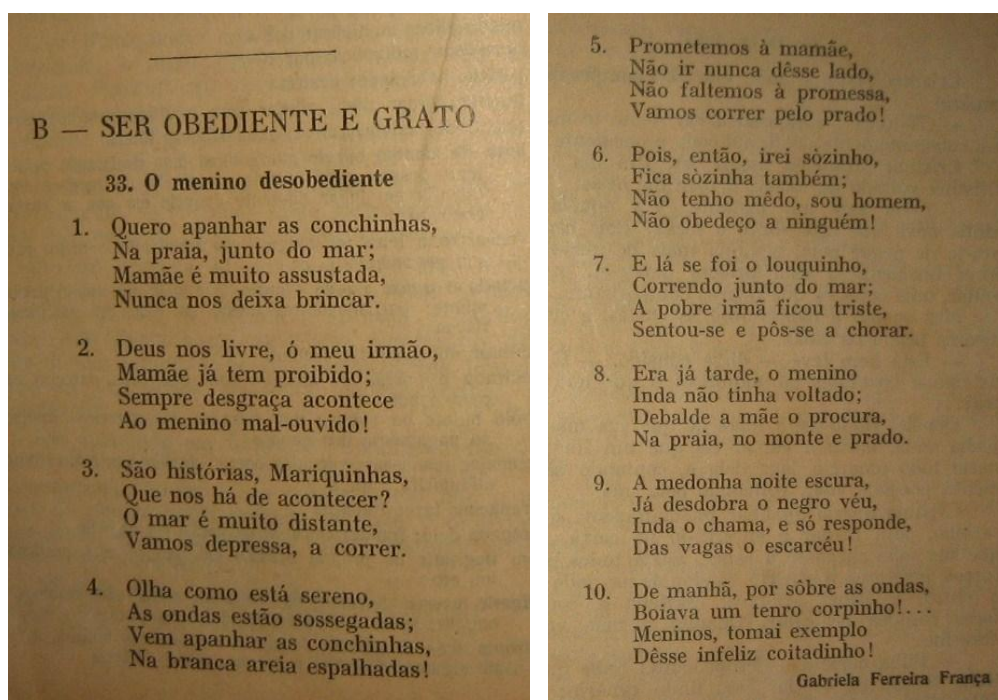 B — SER OBEDIENTE E GRATO
33. O menino desobediente
1. Quero apanhar as conchinhas,
Na praia, junto do mar;
Mamãe é muito assustada,
Nunca nos deixa brincar.
2. Deus nos livre, ó meu irmão,
Mamãe já tem proibido;
Sempre desgraça acontece
Ao menino mal-ouvido!
3. São histórias, Mariquinhas,
Que nos há de acontecer?
O mar é muito distante,
Vamos depressa, a correr.
4. Olha como está sereno,
As ondas estão sossegadas;
Vem apanhar as conchinhas,
Na branca areia espalhadas!
5. Prometemos à mamãe,
Não ir nunca dêsse lado,
Não faltemos à promessa,
Vamos correr pelo prado!
6. Pois, então, irei sòzinho,
Fica sòzinha também;
Não tenho mêdo, sou homem,
Não obedeço a ninguém!
7. E lá se foi o louquinho,
Correndo junto do mar;
A pobre irmã ficou triste,
Sentou-se e pôs-se a chorar.
8. Era já tarde, o menino
Inda não tinha voltado;
Debalde a mãe o procura,
Na praia, no monte e prado.
9. A medonha noite escura,
Já desdobra o negro véu,
Inda o chama, e só responde,
Das vagas o escarcéu!
10. De manhã, por sôbre as ondas,
Boiava um tenro corpinho!...
Meninos, tomai exemplo
Dêsse infeliz coitadinho!
Gabriela Ferreira França